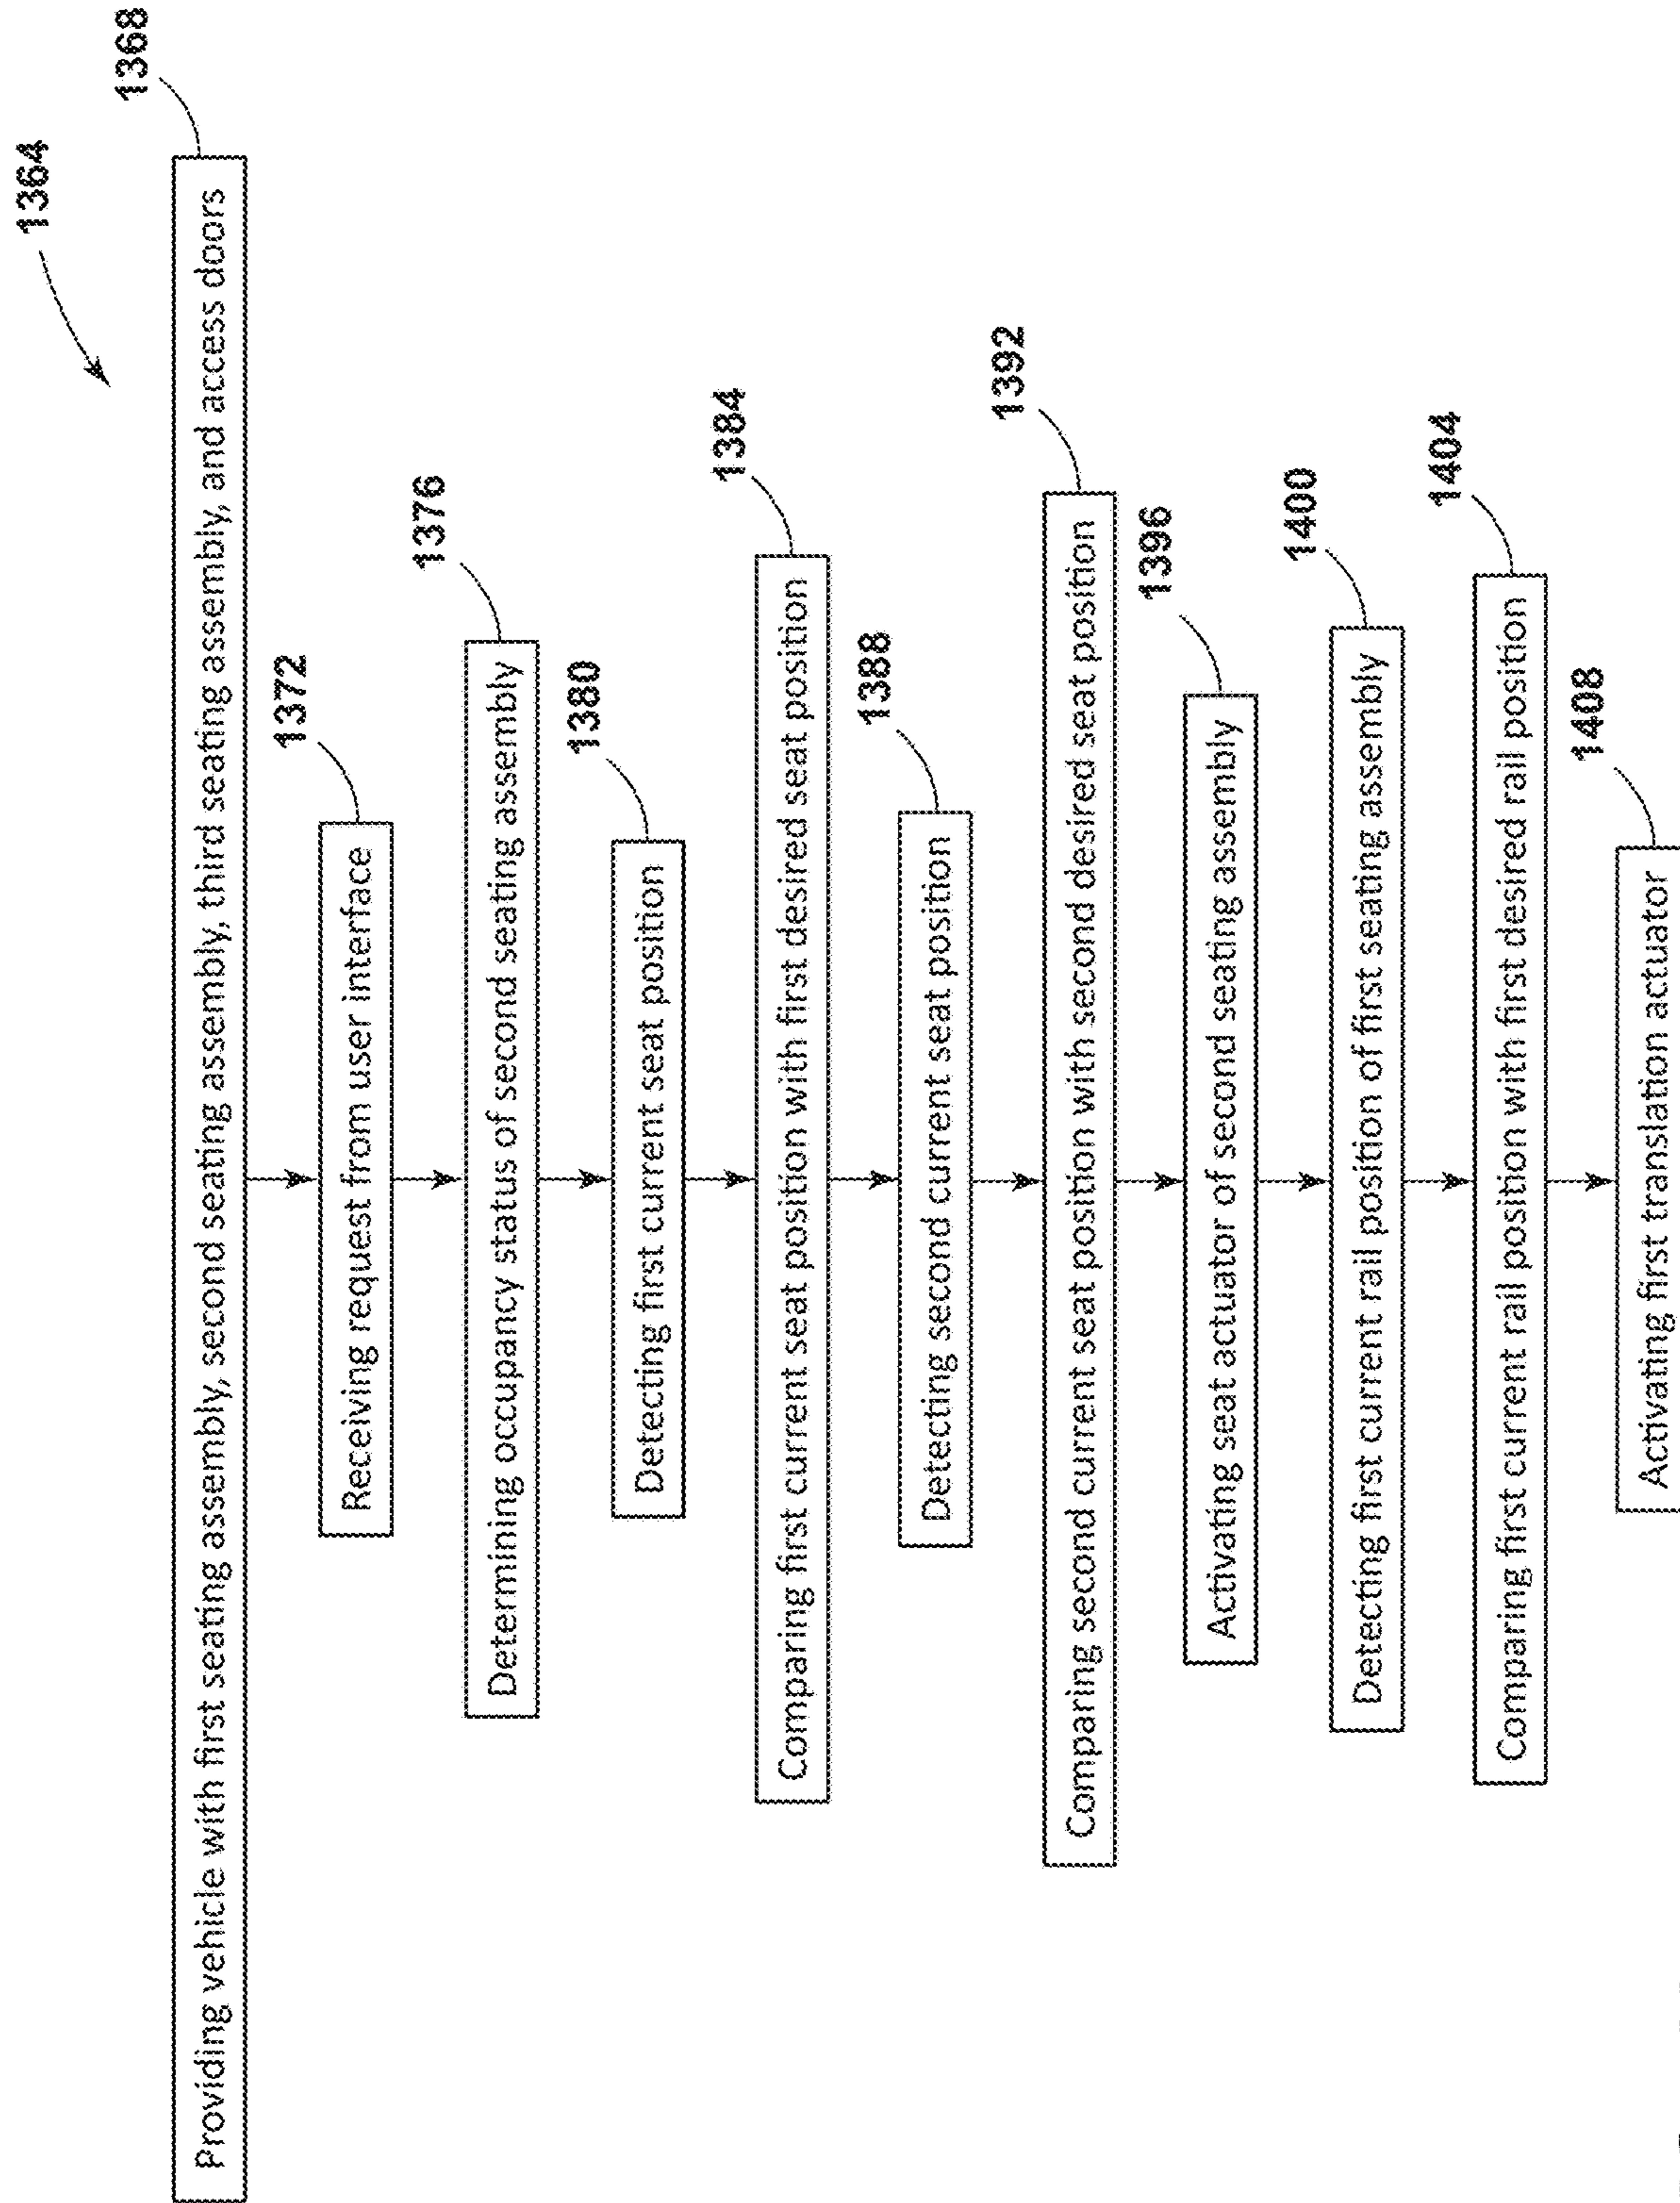 1364
1368
Providing vehicle with first seating assembly, second seating assembly, third seating assembly, and access doors
1372
Receiving request from user interface
1376
Determining occupancy status of second seating assembly
1380
Detecting first current seat position
1384
Comparing first current seat position with first desired seat position
1388
Detecting second current seat position
1392
Comparing second current seat position with second desired seat position
1396
Activating seat actuator of second seating assembly
1400
Detecting first current rail position of first seating assembly
1404
Comparing first current rail position with first desired rail position
1408
Activating first translation actuator